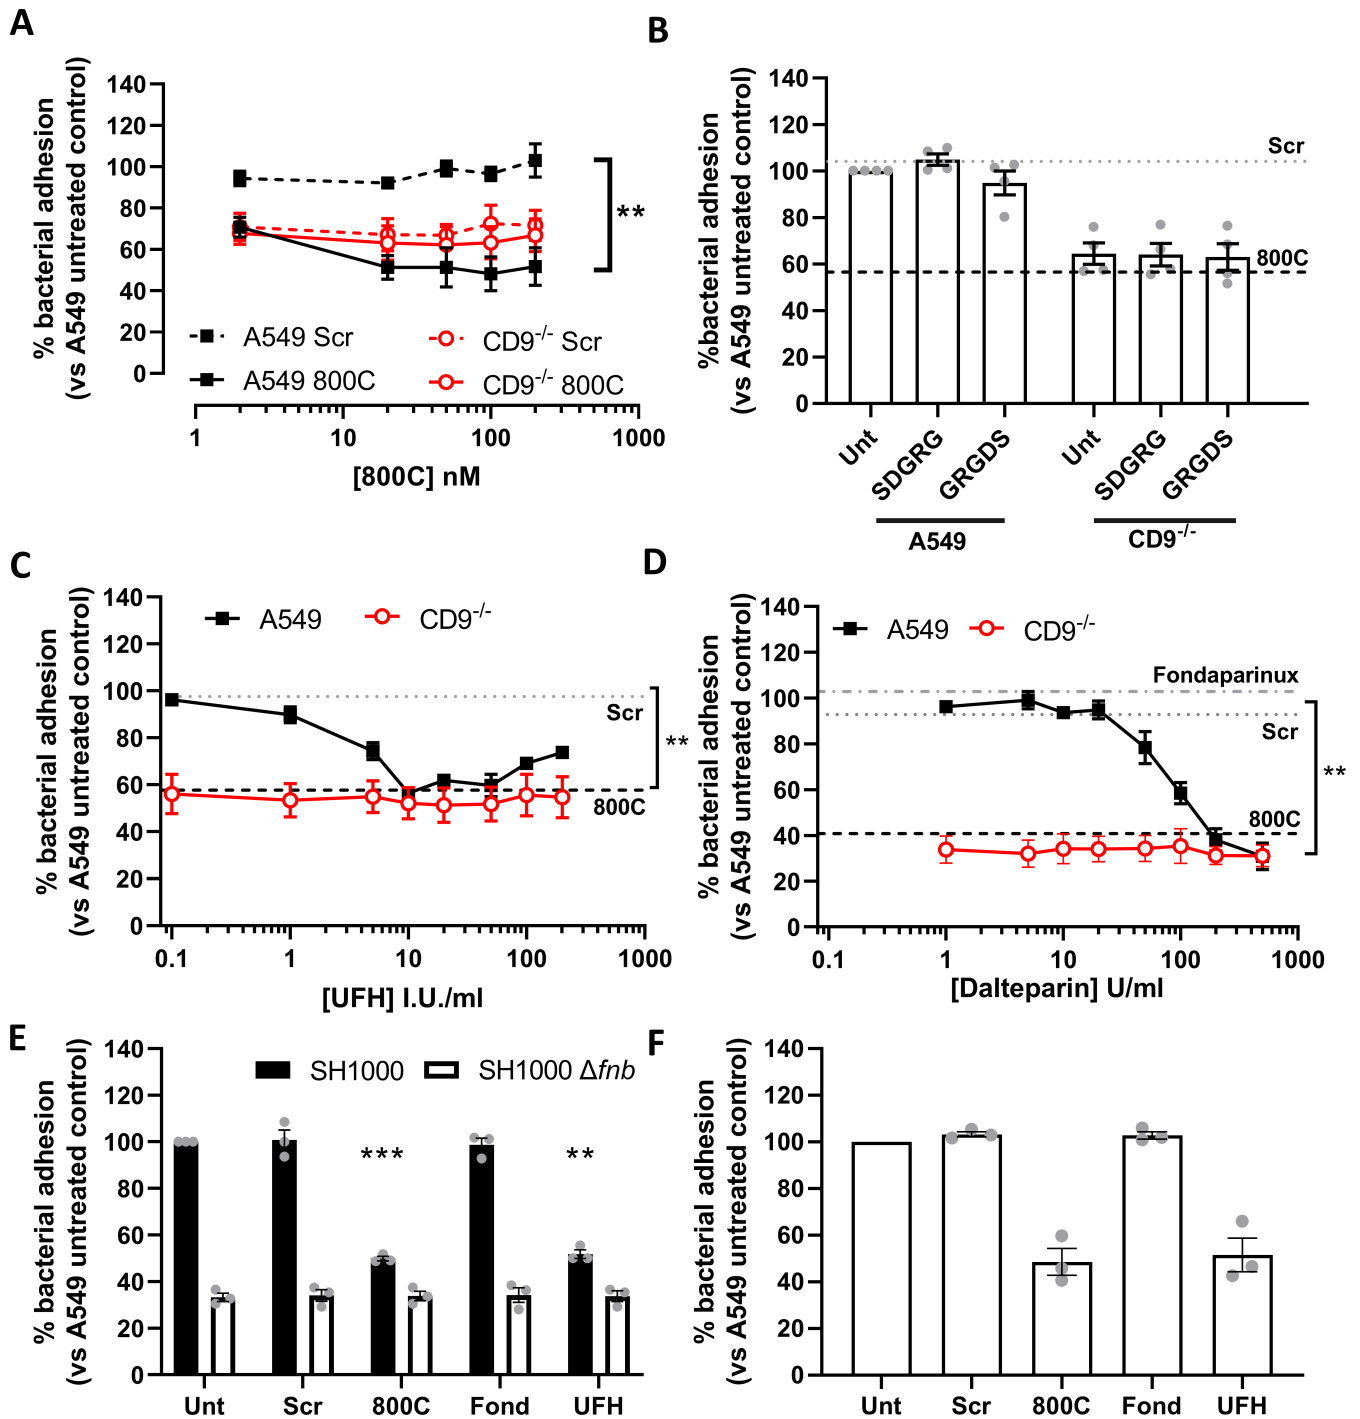 A
% bacterial adhesion
(vs A549 untreated control)
140
120
100
80
60
40
20
0
**
A549 Scr
CD9-/- Scr
A549 800C
CD9-/- 800C
1
10
100
1000
[800C] nM
B
%bacterial adhesion
(vs A549 untreated control)
140
120
100
80
60
40
20
0
Scr
800C
Unt
SDGRG
GRGDS
Unt
SDGRG
GRGDS
A549
CD9-/-
C
% bacterial adhesion
(vs A549 untreated control)
140
120
100
80
60
40
20
0
A549
CD9-/-
Scr
**
800C
0.1
1
10
100
1000
[UFH] I.U./ml
D
% bacterial adhesion
(vs A549 untreated control)
140
120
100
80
60
40
20
0
A549
CD9-/-
Fondaparinux
Scr
**
800C
0.1
1
10
100
1000
[Dalteparin] U/ml
E
% bacterial adhesion
(vs A549 untreated control)
140
120
100
80
60
40
20
0
SH1000
SH1000 Δfnb
***
**
Unt
Scr
800C
Fond
UFH
F
% bacterial adhesion
(vs A549 untreated control)
140
120
100
80
60
40
20
0
Unt
Scr
800C
Fond
UFH